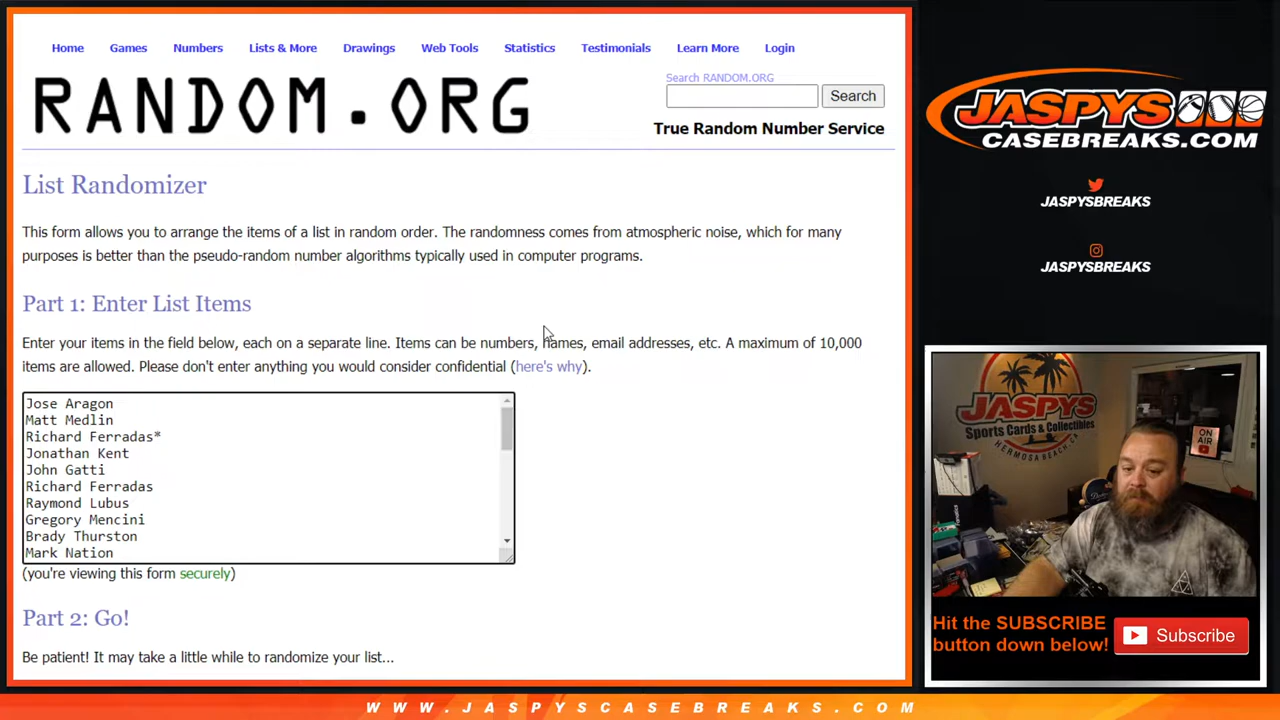 Home Games Numbers Lists & More Drawings Web Tools Statistics Testimonials Learn More Login
RANDOM.ORG
Search RANDOM.ORG
Search
True Random Number Service
List Randomizer
This form allows you to arrange the items of a list in random order. The randomness comes from atmospheric noise, which for many
purposes is better than the pseudo-random number algorithms typically used in computer programs.
Part 1: Enter List Items
Enter your items in the field below, each on a separate line. Items can be numbers, names, email addresses, etc. A maximum of 10,000
items are allowed. Please don't enter anything you would consider confidential (here's why).
Jose Aragon
Matt Medlin
Richard Ferradas*
Jonathan Kent
John Gatti
Richard Ferradas
Raymond Lubus
Gregory Mencini
Brady Thurston
Mark Nation
(you're viewing this form securely)
Part 2: Go!
Be patient! It may take a little while to randomize your list...
JASPYS
CASEBREAKS.COM
JASPYSBREAKS
JASPYSBREAKS
JASPYS
Sports Cards & Collectibles
HERMOSA BEACH, CA
ON
AIR
Hit the SUBSCRIBE
button down below!
Subscribe
WWW.JASPYSCASEBREAKS.COM